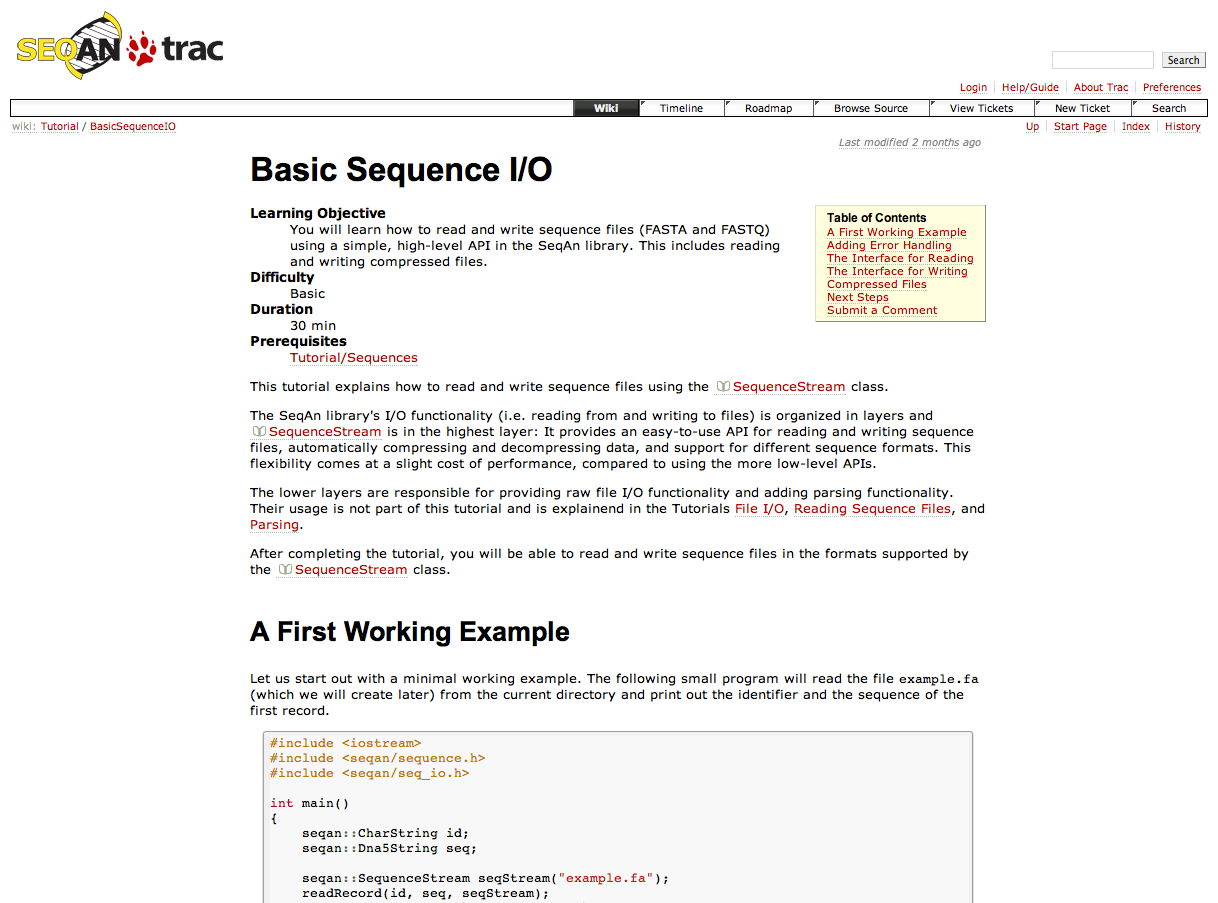 SEQAN trac
Search
Login Help/Guide About Trac Preferences
Wiki Timeline Roadmap Browse Source View Tickets New Ticket Search
wiki: Tutorial / BasicSequenceIO
Up Start Page Index History
Last modified 2 months ago
Basic Sequence I/O
Learning Objective
You will learn how to read and write sequence files (FASTA and FASTQ)
using a simple, high-level API in the SeqAn library. This includes reading
and writing compressed files.
Difficulty
Basic
Duration
30 min
Prerequisites
Tutorial/Sequences
Table of Contents
A First Working Example
Adding Error Handling
The Interface for Reading
The Interface for Writing
Compressed Files
Next Steps
Submit a Comment
This tutorial explains how to read and write sequence files using the SequenceStream class.
The SeqAn library's I/O functionality (i.e. reading from and writing to files) is organized in layers and
SequenceStream is in the highest layer: It provides an easy-to-use API for reading and writing sequence
files, automatically compressing and decompressing data, and support for different sequence formats. This
flexibility comes at a slight cost of performance, compared to using the more low-level APIs.
The lower layers are responsible for providing raw file I/O functionality and adding parsing functionality.
Their usage is not part of this tutorial and is explainend in the Tutorials File I/O, Reading Sequence Files, and
Parsing.
After completing the tutorial, you will be able to read and write sequence files in the formats supported by
the SequenceStream class.
A First Working Example
Let us start out with a minimal working example. The following small program will read the file example.fa
(which we will create later) from the current directory and print out the identifier and the sequence of the
first record.
#include <iostream>
#include <seqan/sequence.h>
#include <seqan/seq_io.h>
int main()
{
seqan::CharString id;
seqan::Dna5String seq;
seqan::SequenceStream seqStream("example.fa");
readRecord(id, seq, seqStream);